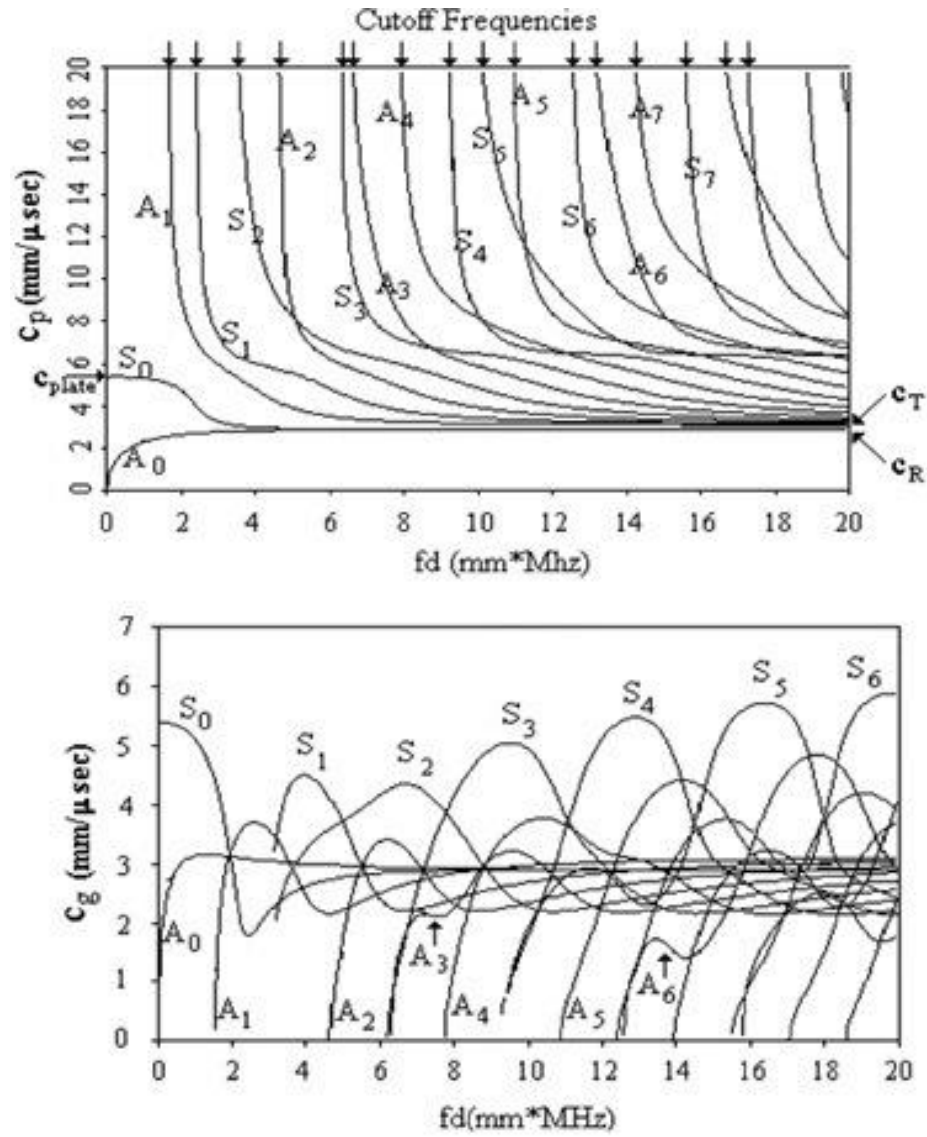 Cutoff Frequencies
20
18
16
14
12
10
8
6
4
2
0
cp (mm/μsec)
A1
S2
A2
S3
A3
A4
S4
S5
A5
S6
A6
A7
S7
S1
S0
cplate
A0
cT
cR
0 2 4 6 8 10 12 14 16 18 20
fd (mm*Mhz)
7
6
5
4
3
2
1
0
cg (mm/μsec)
S0
S1
S2
S3
S4
S5
S6
A0
A1
A2
A3
A4
A5
A6
0 2 4 6 8 10 12 14 16 18 20
fd(mm*MHz)